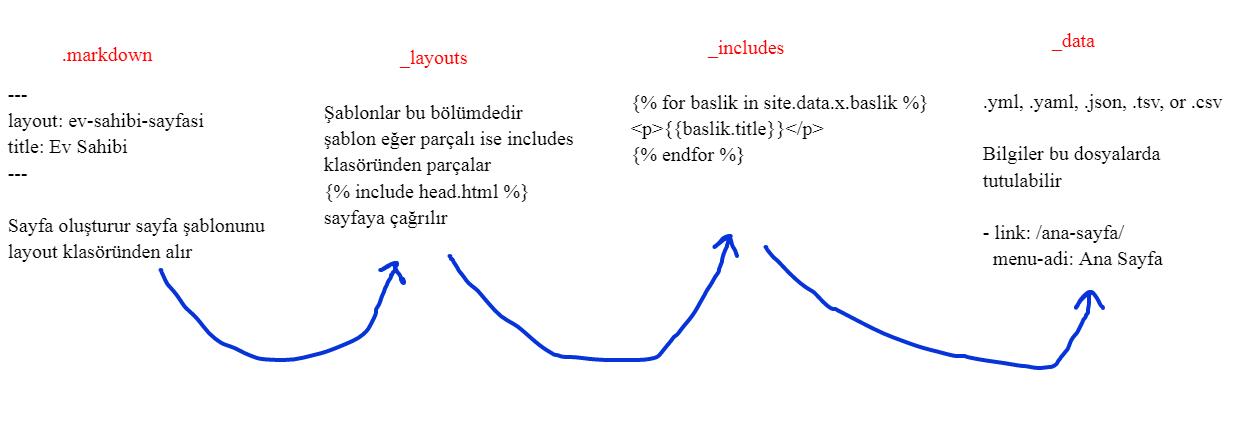 .markdown
---
layout: ev-sahibi-sayfasi
title: Ev Sahibi
---
Sayfa oluşturur sayfa şablonunu
layout klasöründen alır
_layouts
Şablonlar bu bölümdedir
şablon eğer parçalı ise includes
klasöründen parçalar
{% include head.html %}
sayfaya çağrılır
_includes
{% for baslik in site.data.x.baslik %}
<p>{{baslik.title}}</p>
{% endfor %}
_data
.yml, .yaml, .json, .tsv, or .csv
Bilgiler bu dosyalarda
tutulabilir
- link: /ana-sayfa/
menu-adi: Ana Sayfa